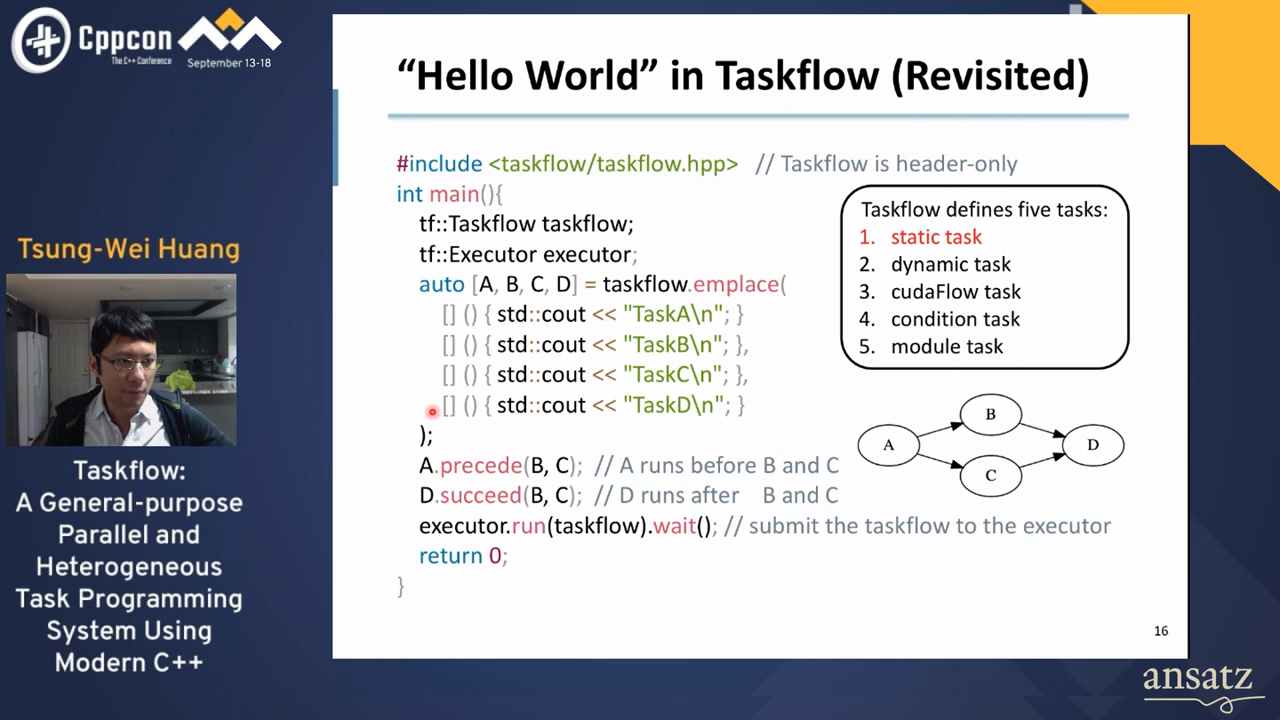 Cppcon
The C++ Conference
September 13-18
Tsung-Wei Huang
Taskflow:
A General-purpose
Parallel and
Heterogeneous
Task Programming
System Using
Modern C++
“Hello World” in Taskflow (Revisited)
#include <taskflow/taskflow.hpp> // Taskflow is header-only
int main(){
tf::Taskflow taskflow;
tf::Executor executor;
auto [A, B, C, D] = taskflow.emplace(
[] () { std::cout << "TaskA\n"; }
[] () { std::cout << "TaskB\n"; },
[] () { std::cout << "TaskC\n"; },
[] () { std::cout << "TaskD\n"; }
);
A.precede(B, C); // A runs before B and C
D.succeed(B, C); // D runs after B and C
executor.run(taskflow).wait(); // submit the taskflow to the executor
return 0;
}
Taskflow defines five tasks:
1. static task
2. dynamic task
3. cudaFlow task
4. condition task
5. module task
B
A
D
C
16
ansatz